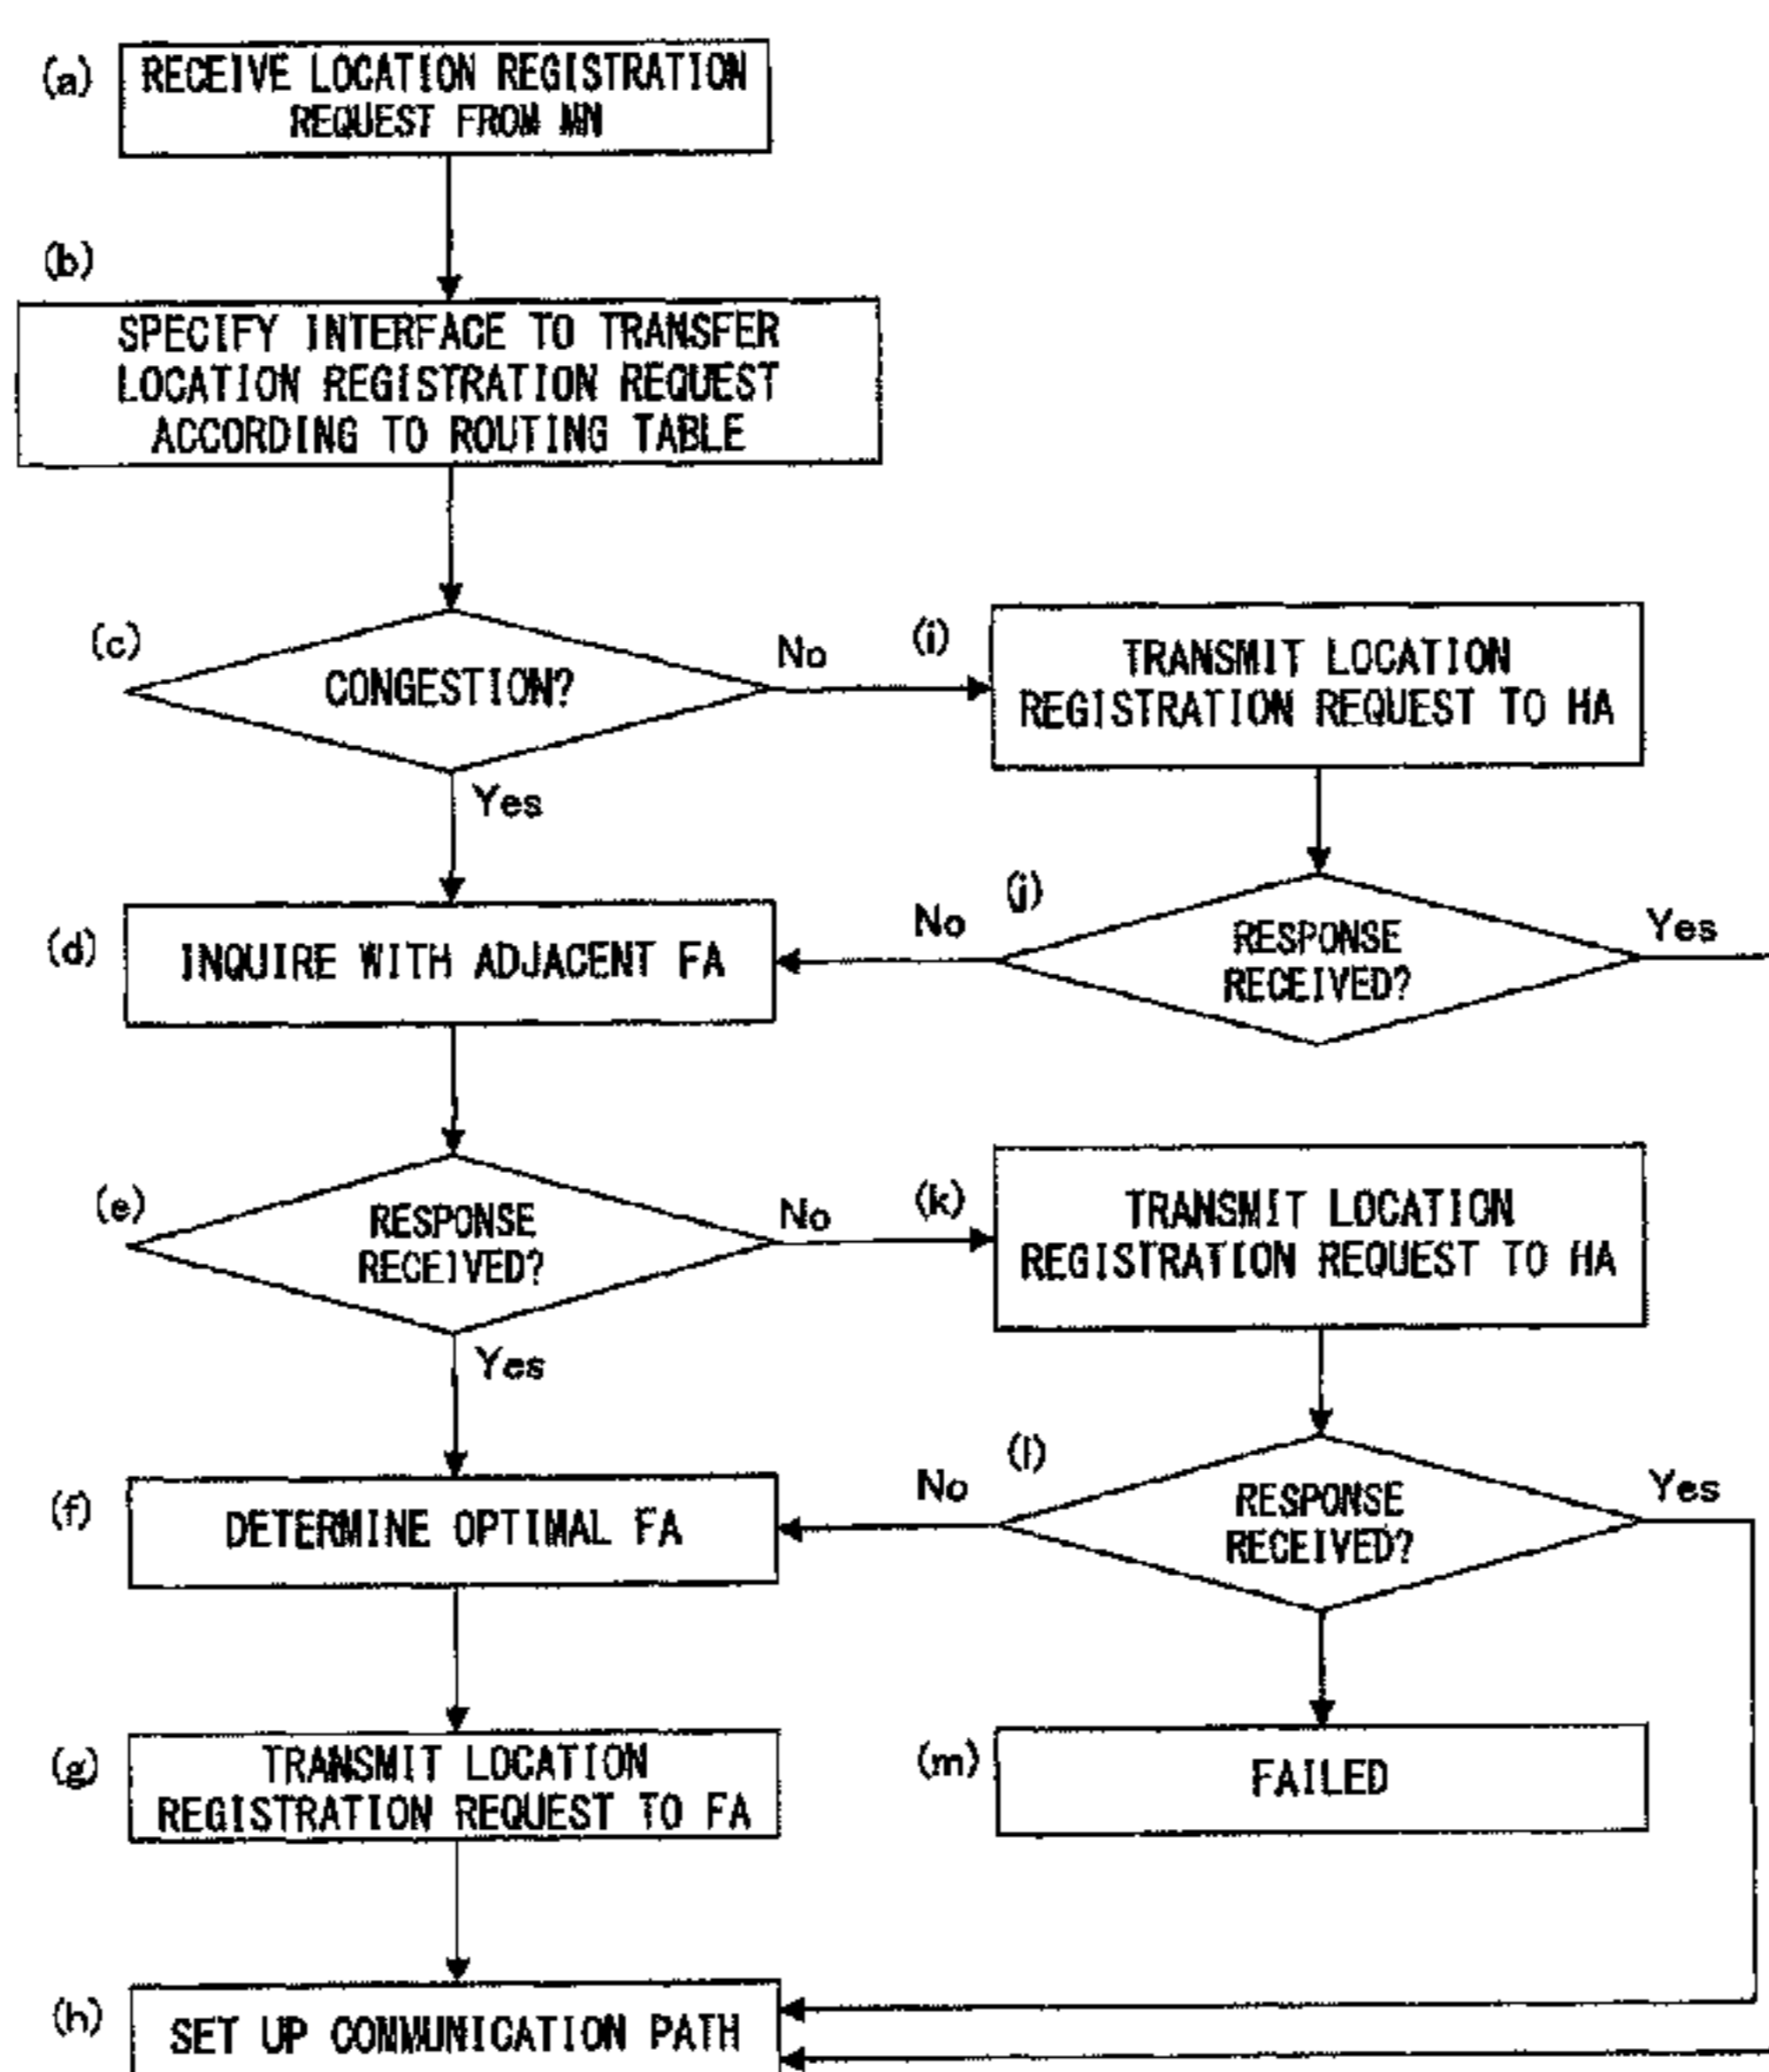 (a)
RECEIVE LOCATION REGISTRATION
REQUEST FROM MN
(b)
SPECIFY INTERFACE TO TRANSFER
LOCATION REGISTRATION REQUEST
ACCORDING TO ROUTING TABLE
(c)
CONGESTION?
No
Yes
(i)
TRANSMIT LOCATION
REGISTRATION REQUEST TO HA
(d)
INQUIRE WITH ADJACENT FA
No
(j)
RESPONSE
RECEIVED?
Yes
(e)
RESPONSE
RECEIVED?
No
Yes
(k)
TRANSMIT LOCATION
REGISTRATION REQUEST TO HA
(f)
DETERMINE OPTIMAL FA
No
(l)
RESPONSE
RECEIVED?
Yes
(g)
TRANSMIT LOCATION
REGISTRATION REQUEST TO FA
(m)
FAILED
(h)
SET UP COMMUNICATION PATH